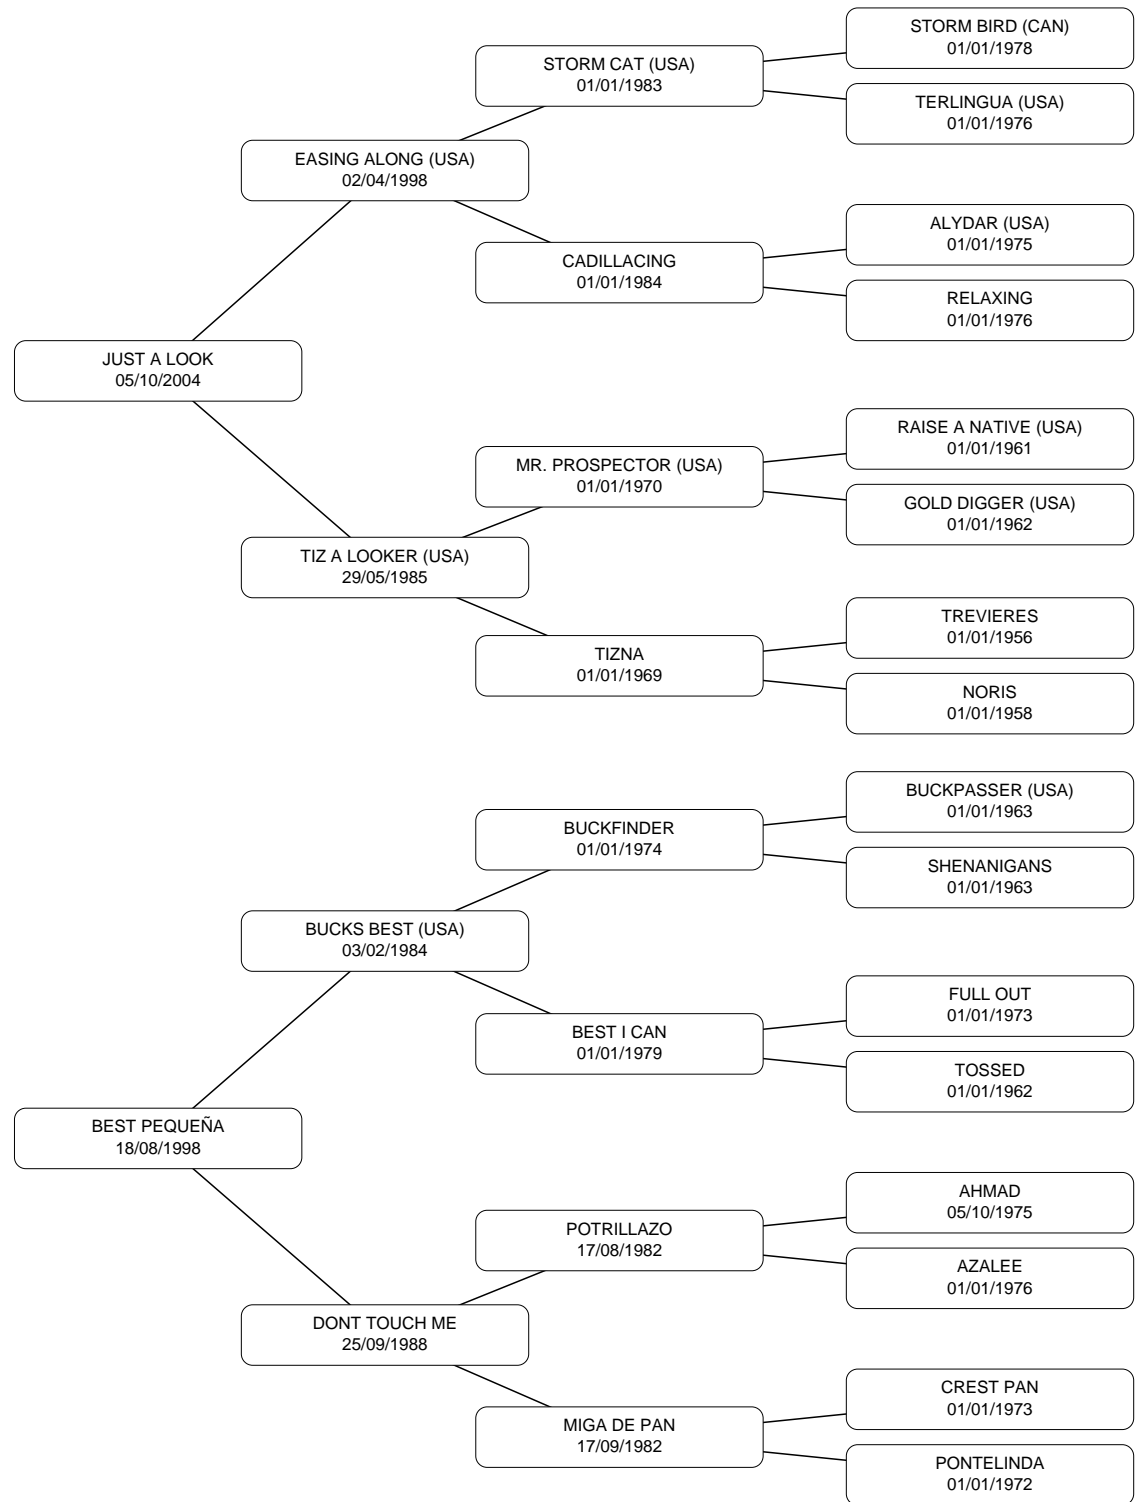 STORM BIRD (CAN)
01/01/1978
STORM CAT (USA)
01/01/1983
TERLINGUA (USA)
01/01/1976
EASING ALONG (USA)
02/04/1998
ALYDAR (USA)
01/01/1975
CADILLACING
01/01/1984
RELAXING
01/01/1976
JUST A LOOK
05/10/2004
RAISE A NATIVE (USA)
01/01/1961
MR. PROSPECTOR (USA)
01/01/1970
GOLD DIGGER (USA)
01/01/1962
TIZ A LOOKER (USA)
29/05/1985
TREVIERES
01/01/1956
TIZNA
01/01/1969
NORIS
01/01/1958
BUCKPASSER (USA)
01/01/1963
BUCKFINDER
01/01/1974
SHENANIGANS
01/01/1963
BUCKS BEST (USA)
03/02/1984
FULL OUT
01/01/1973
BEST I CAN
01/01/1979
TOSSED
01/01/1962
BEST PEQUEÑA
18/08/1998
AHMAD
05/10/1975
POTRILLAZO
17/08/1982
AZALEE
01/01/1976
DONT TOUCH ME
25/09/1988
CREST PAN
01/01/1973
MIGA DE PAN
17/09/1982
PONTELINDA
01/01/1972